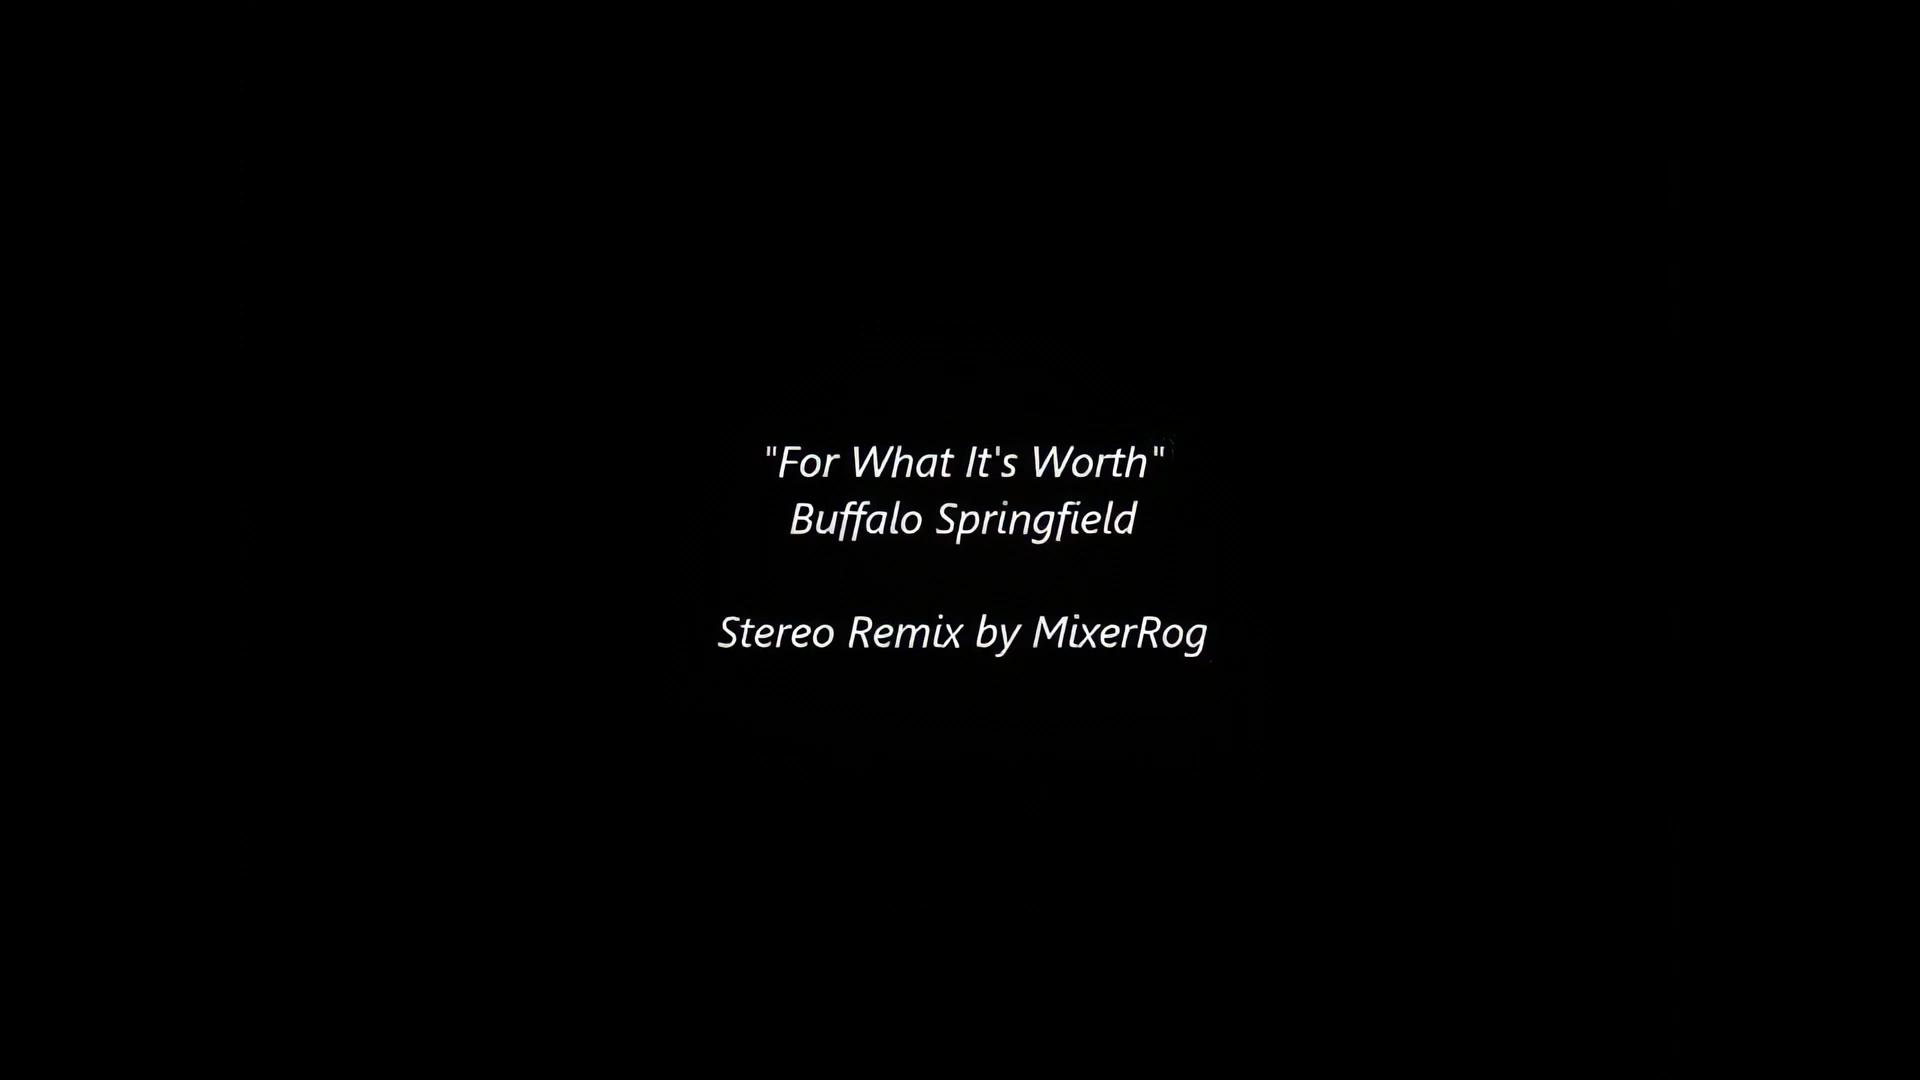 "For What It's Worth"
Buffalo Springfield
Stereo Remix by MixerRog